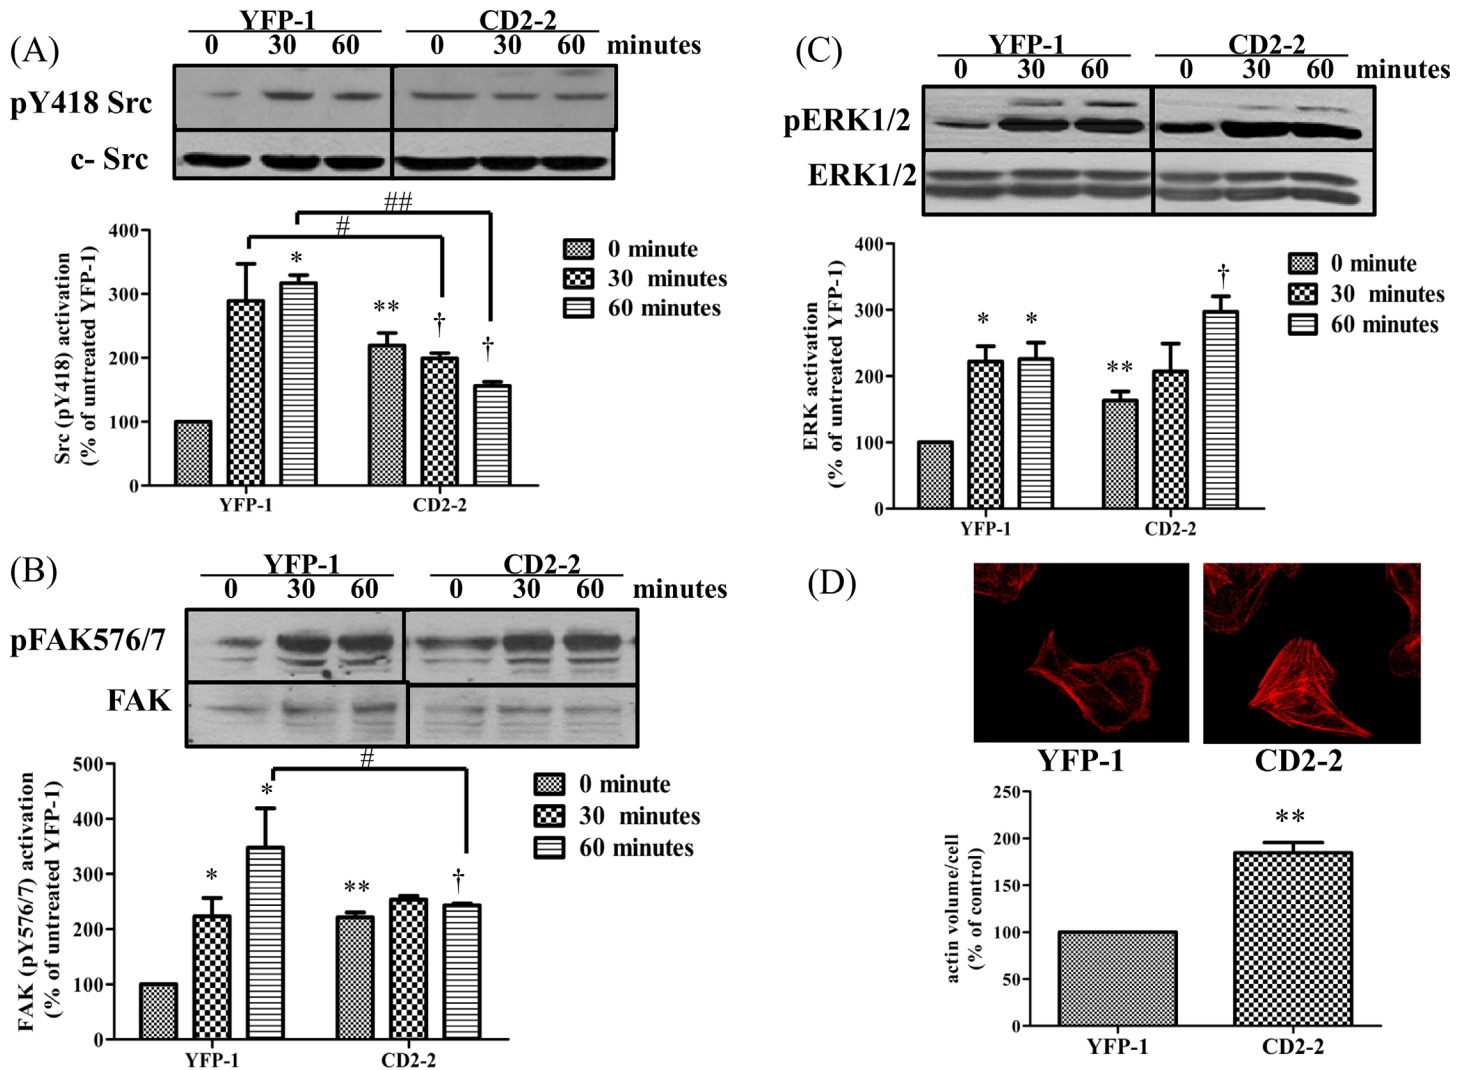 (A)
YFP-1 CD2-2
0 30 60 0 30 60 minutes
pY418 Src
c- Src
##
#
* ** † †
Src (pY418) activation
(% of untreated YFP-1)
400
300
200
100
0
YFP-1 CD2-2
0 minute
30 minutes
60 minutes
(B)
YFP-1 CD2-2
0 30 60 0 30 60 minutes
pFAK576/7
FAK
#
* * ** †
FAK (pY576/7) activation
(% of untreated YFP-1)
500
400
300
200
100
0
YFP-1 CD2-2
0 minute
30 minutes
60 minutes
(C)
YFP-1 CD2-2
0 30 60 0 30 60 minutes
pERK1/2
ERK1/2
* * ** †
ERK activation
(% of untreated YFP-1)
400
300
200
100
0
YFP-1 CD2-2
0 minute
30 minutes
60 minutes
(D)
YFP-1 CD2-2
**
actin volume/cell
(% of control)
250
200
150
100
50
0
YFP-1 CD2-2